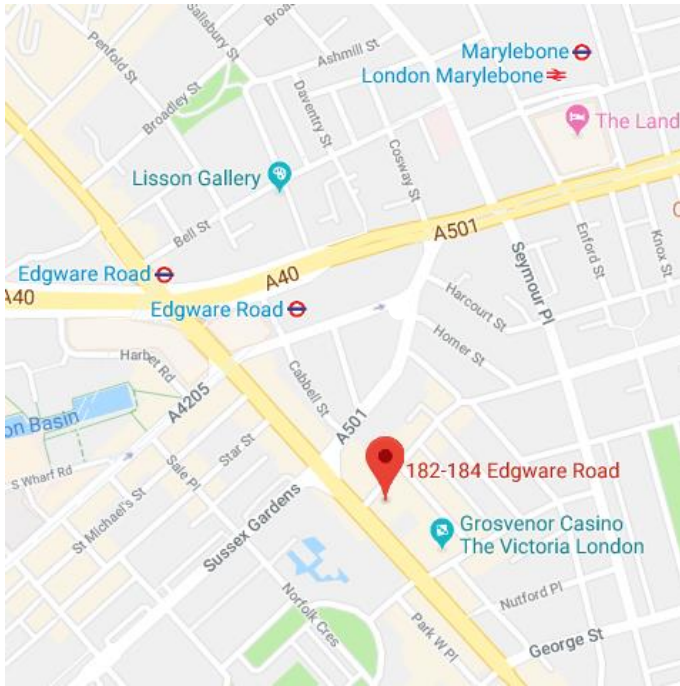 Salisbury St
Penfold St
Broadley St
Ashmill St
Marylebone
London Marylebone
Daventry St
Cosway St
The Land
Lisson Gallery
Bell St
A501
Edgware Road
A40
A40
Edgware Road
Seymour Pl
Enford St
Knox St
Harcourt St
Homer St
Harbet Rd
A4205
Cabbell St
A501
on Basin
Star St
S Wharf Rd
Sale Pl
St Michael's St
Sussex Gardens
182-184 Edgware Road
Grosvenor Casino
The Victoria London
Norfolk Cres
Nutford Pl
Park W Pl
George St